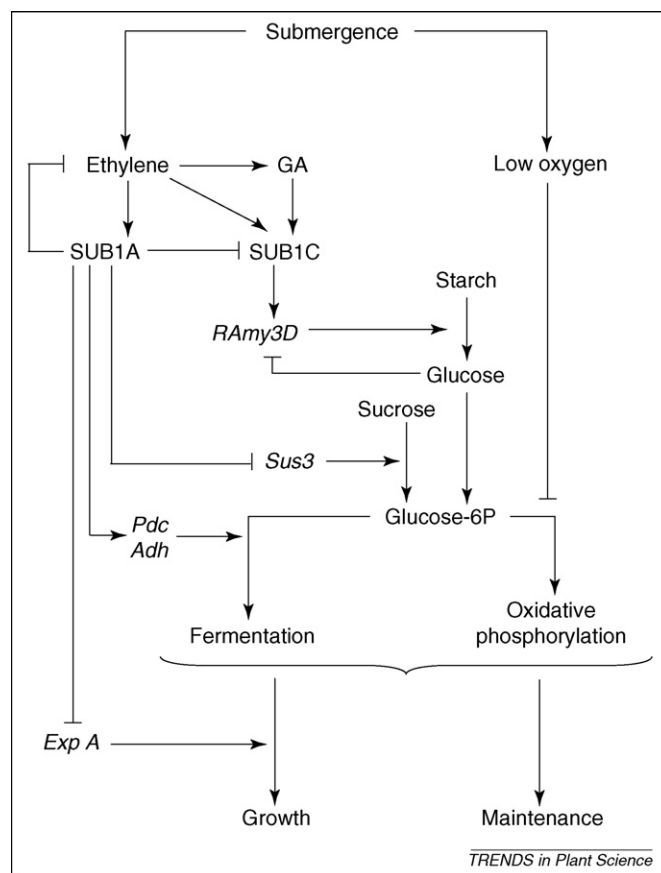 Submergence
Ethylene GA Low oxygen
SUB1A SUB1C
Starch
RAmy3D
Glucose
Sucrose
Sus3
Glucose-6P
Pdc
Adh
Oxidative
phosphorylation
Fermentation
Exp A
Growth Maintenance
TRENDS in Plant Science